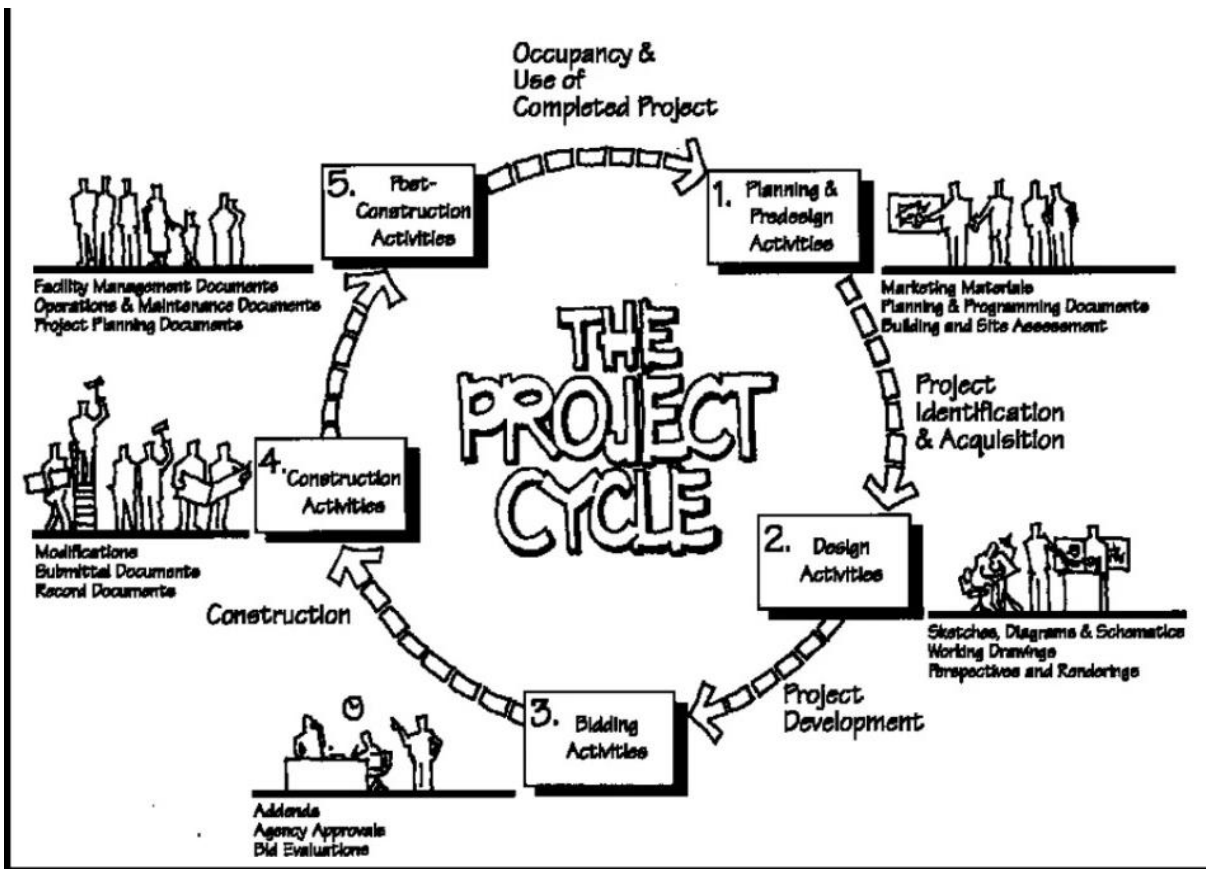 Occupancy &
Use of
Completed Project
5. Post-
Construction
Activities
1. Planning &
Predesign
Activities
Facility Management Documents
Operations & Maintenance Documents
Project Planning Documents
Marketing Materials
Planning & Programming Documents
Building and Site Assessment
THE
PROJECT
CYCLE
Project
Identification
& Acquisition
4. Construction
Activities
Modifications
Submittal Documents
Record Documents
2. Design
Activities
Sketches, Diagrams & Schematics
Working Drawings
Perspectives and Renderings
Construction
Project
Development
3. Bidding
Activities
Addenda
Agency Approvals
Bid Evaluations